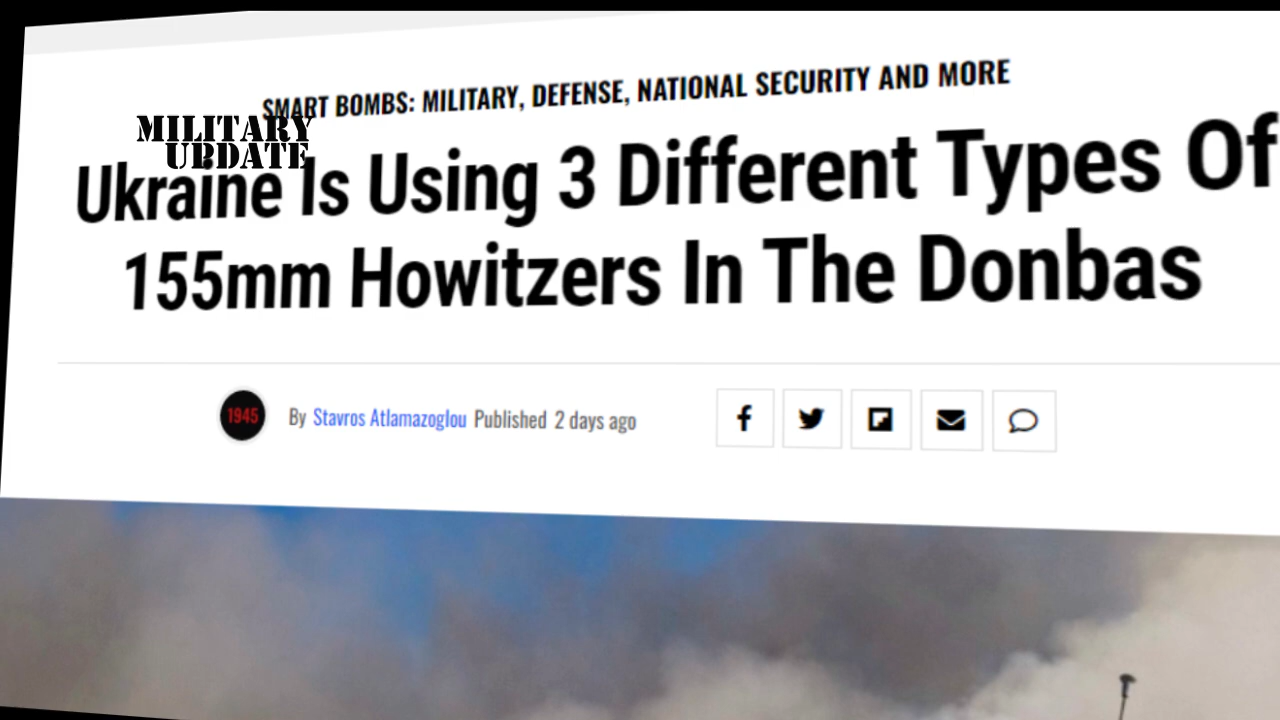 SMART BOMBS: MILITARY, DEFENSE, NATIONAL SECURITY AND MORE
MILITARY
UPDATE
Ukraine Is Using 3 Different Types Of
155mm Howitzers In The Donbas
1945 By Stavros Atlamazoglou Published 2 days ago